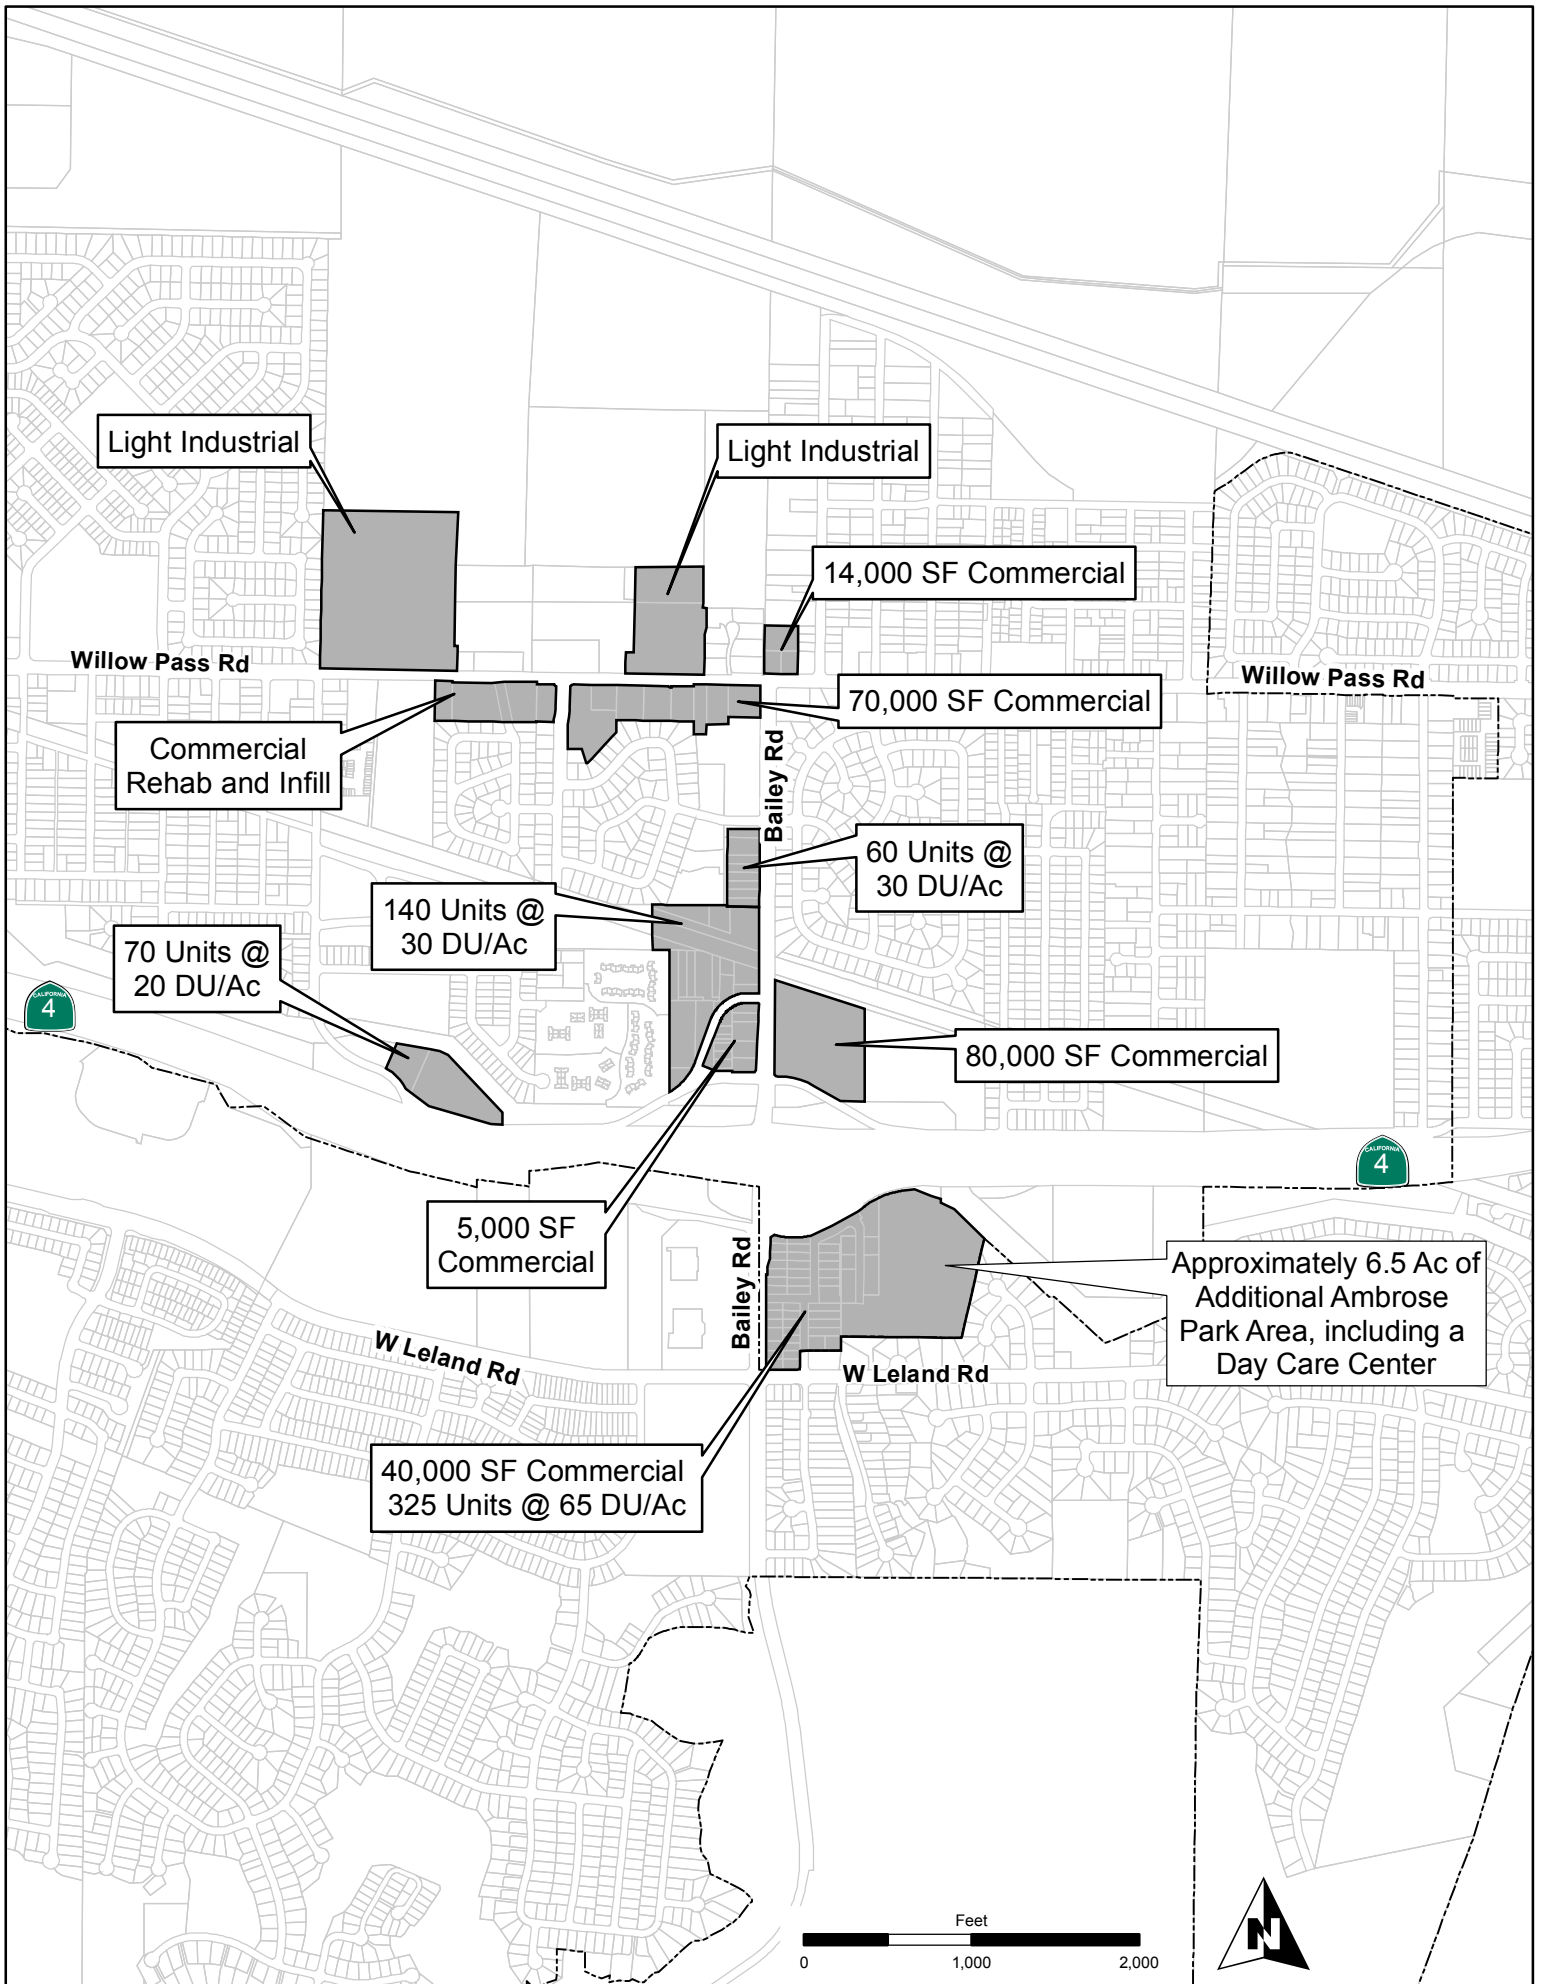 Light Industrial
Light Industrial
14,000 SF Commercial
Willow Pass Rd
Willow Pass Rd
70,000 SF Commercial
Commercial
Rehab and Infill
Bailey Rd
60 Units @
30 DU/Ac
140 Units @
30 DU/Ac
70 Units @
20 DU/Ac
CALIFORNIA
4
80,000 SF Commercial
CALIFORNIA
4
5,000 SF
Commercial
Bailey Rd
Approximately 6.5 Ac of
Additional Ambrose
Park Area, including a
Day Care Center
W Leland Rd
W Leland Rd
40,000 SF Commercial
325 Units @ 65 DU/Ac
Feet
0 1,000 2,000
N